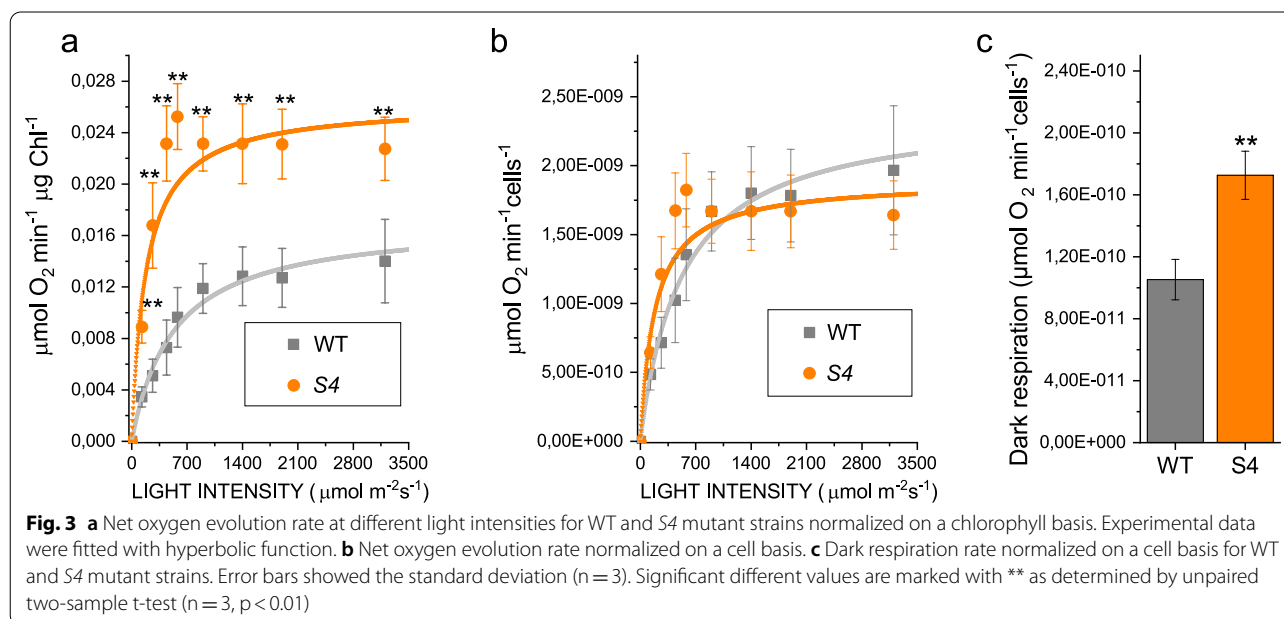 a
0,028
0,024
0,020
0,016
0,012
0,008
0,004
0,000
μmol O₂ min⁻¹ μg Chl⁻¹
** ** ** ** ** ** ** **
WT
S4
0 700 1400 2100 2800 3500
LIGHT INTENSITY ( μmol m⁻²s⁻¹)
b
2,50E-009
2,00E-009
1,50E-009
1,00E-009
5,00E-010
0,00E+000
μmol O₂ min⁻¹cells⁻¹
WT
S4
0 700 1400 2100 2800 3500
LIGHT INTENSITY ( μmol m⁻²s⁻¹)
c
2,40E-010
2,00E-010
1,60E-010
1,20E-010
8,00E-011
4,00E-011
0,00E+000
Dark respiration (μmol O₂ min⁻¹cells⁻¹)
**
WT S4
Fig. 3 a Net oxygen evolution rate at different light intensities for WT and S4 mutant strains normalized on a chlorophyll basis. Experimental data
were fitted with hyperbolic function. b Net oxygen evolution rate normalized on a cell basis. c Dark respiration rate normalized on a cell basis for WT
and S4 mutant strains. Error bars showed the standard deviation (n = 3). Significant different values are marked with ** as determined by unpaired
two-sample t-test (n = 3, p < 0.01)